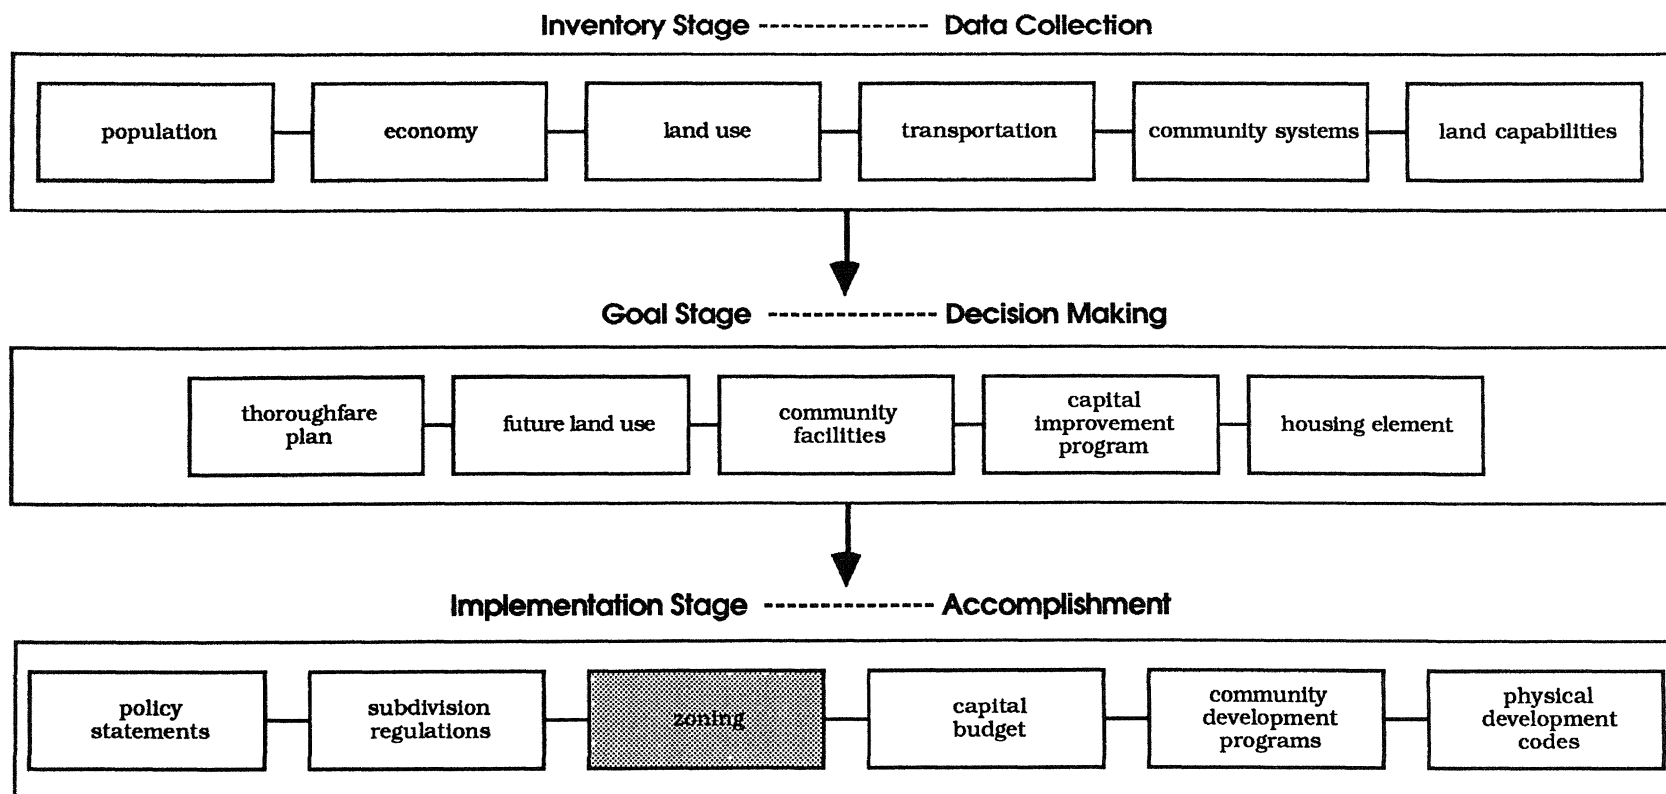 Inventory Stage ------------- Data Collection
population
economy
land use
transportation
community systems
land capabilities
Goal Stage ------------- Decision Making
thoroughfare
plan
future land use
community
facilities
capital
improvement
program
housing element
Implementation Stage ------------- Accomplishment
policy
statements
subdivision
regulations
zoning
capital
budget
community
development
programs
physical
development
codes